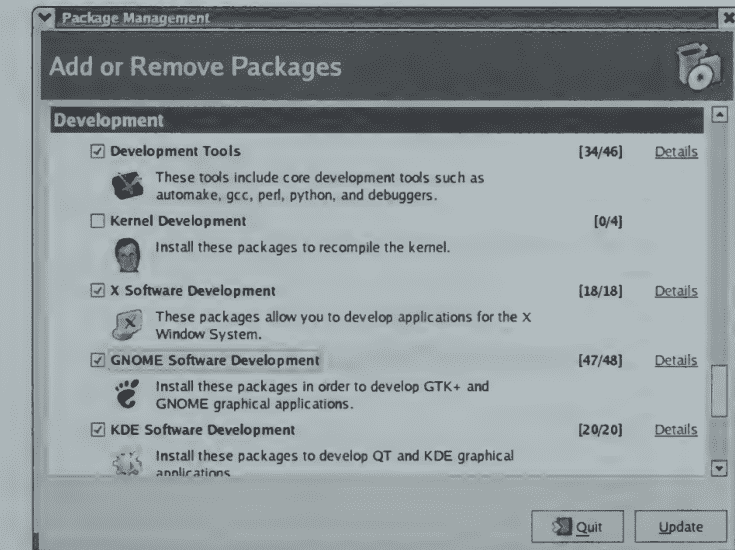 Package Management
Add or Remove Packages
Development
Development Tools [34/46] Details
These tools include core development tools such as
automake, gcc, perl, python, and debuggers.
Kernel Development [0/4]
Install these packages to recompile the kernel.
X Software Development [18/18] Details
These packages allow you to develop applications for the X
Window System.
GNOME Software Development [47/48] Details
Install these packages in order to develop GTK+ and
GNOME graphical applications.
KDE Software Development [20/20] Details
Install these packages to develop QT and KDE graphical
applications
Quit Update